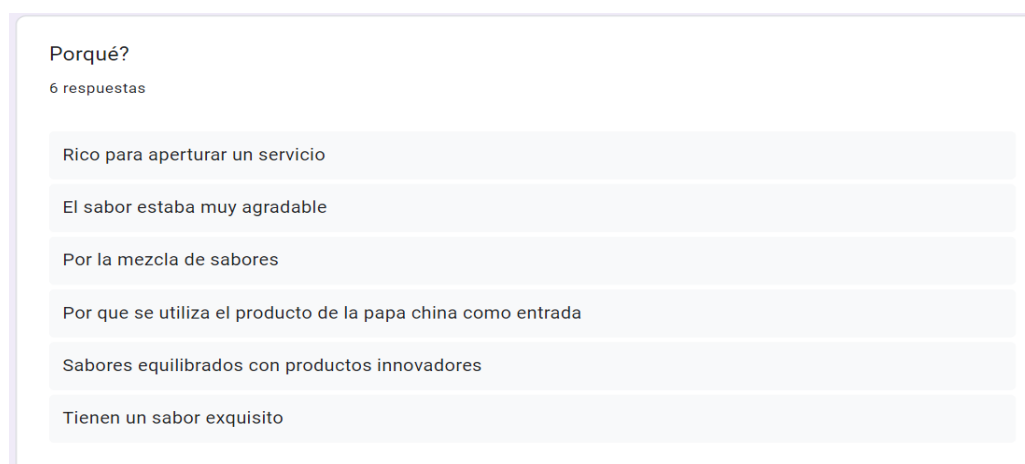 Porqué?
6 respuestas
Rico para aperturar un servicio
El sabor estaba muy agradable
Por la mezcla de sabores
Por que se utiliza el producto de la papa china como entrada
Sabores equilibrados con productos innovadores
Tienen un sabor exquisito